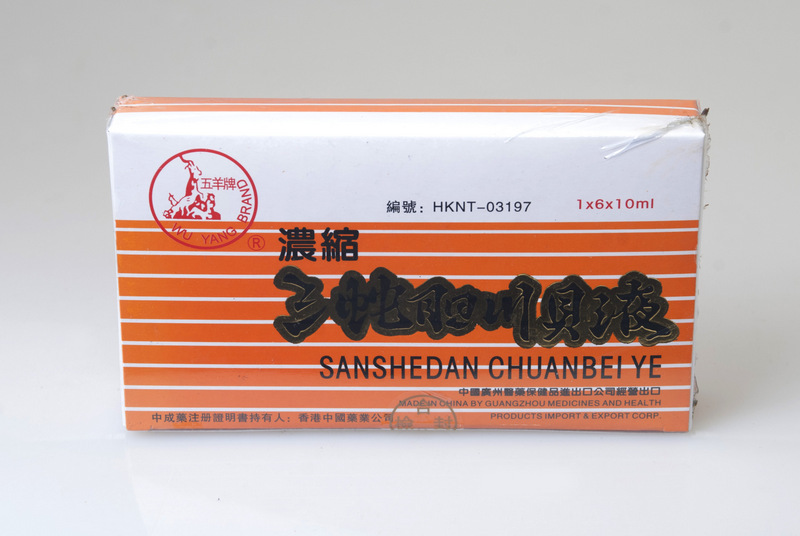 五羊牌
WU YANG BRAND
®
編號: HKNT-03197
1x6x10ml
濃縮
三蛇胆川貝液
SANSHEDAN CHUANBEI YE
中國廣州醫藥保健品進出口公司經營出口
MADE IN CHINA BY GUANGZHOU MEDICINES AND HEALTH
PRODUCTS IMPORT & EXPORT CORP.
中成藥注册證明書持有人: 香港中國藥業公司